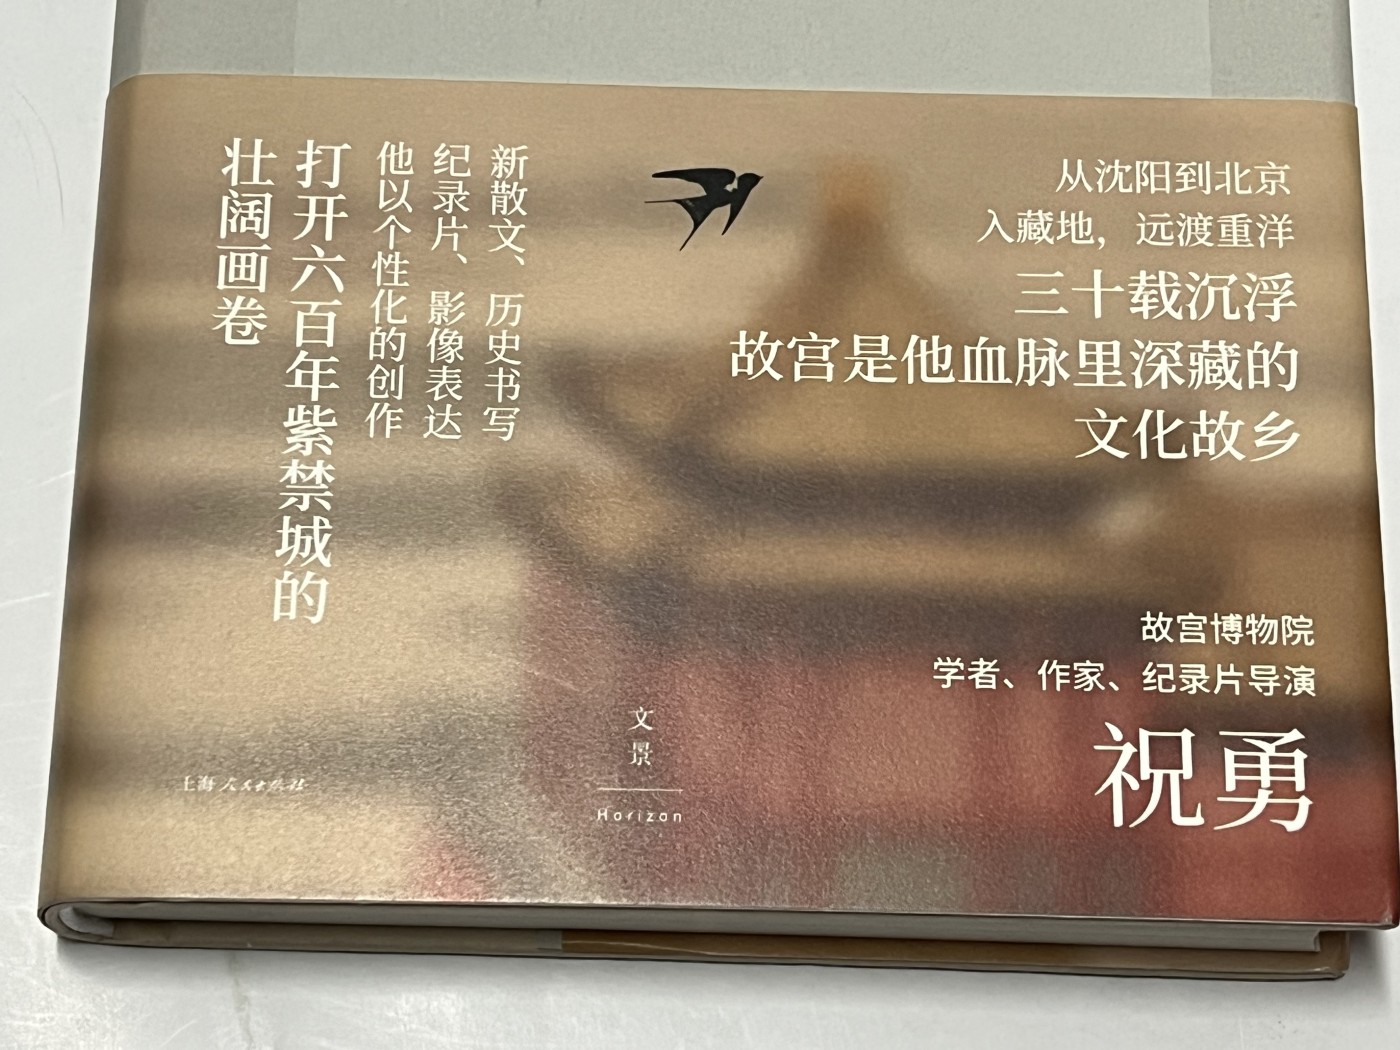 从沈阳到北京
入藏地，远渡重洋
三十载沉浮
故宫是他血脉里深藏的
文化故乡
新散文、历史书写
纪录片、影像表达
他以个性化的创作
打开六百年紫禁城的
壮阔画卷
故宫博物院
学者、作家、纪录片导演
祝勇
文景
Horizon
上海人民出版社